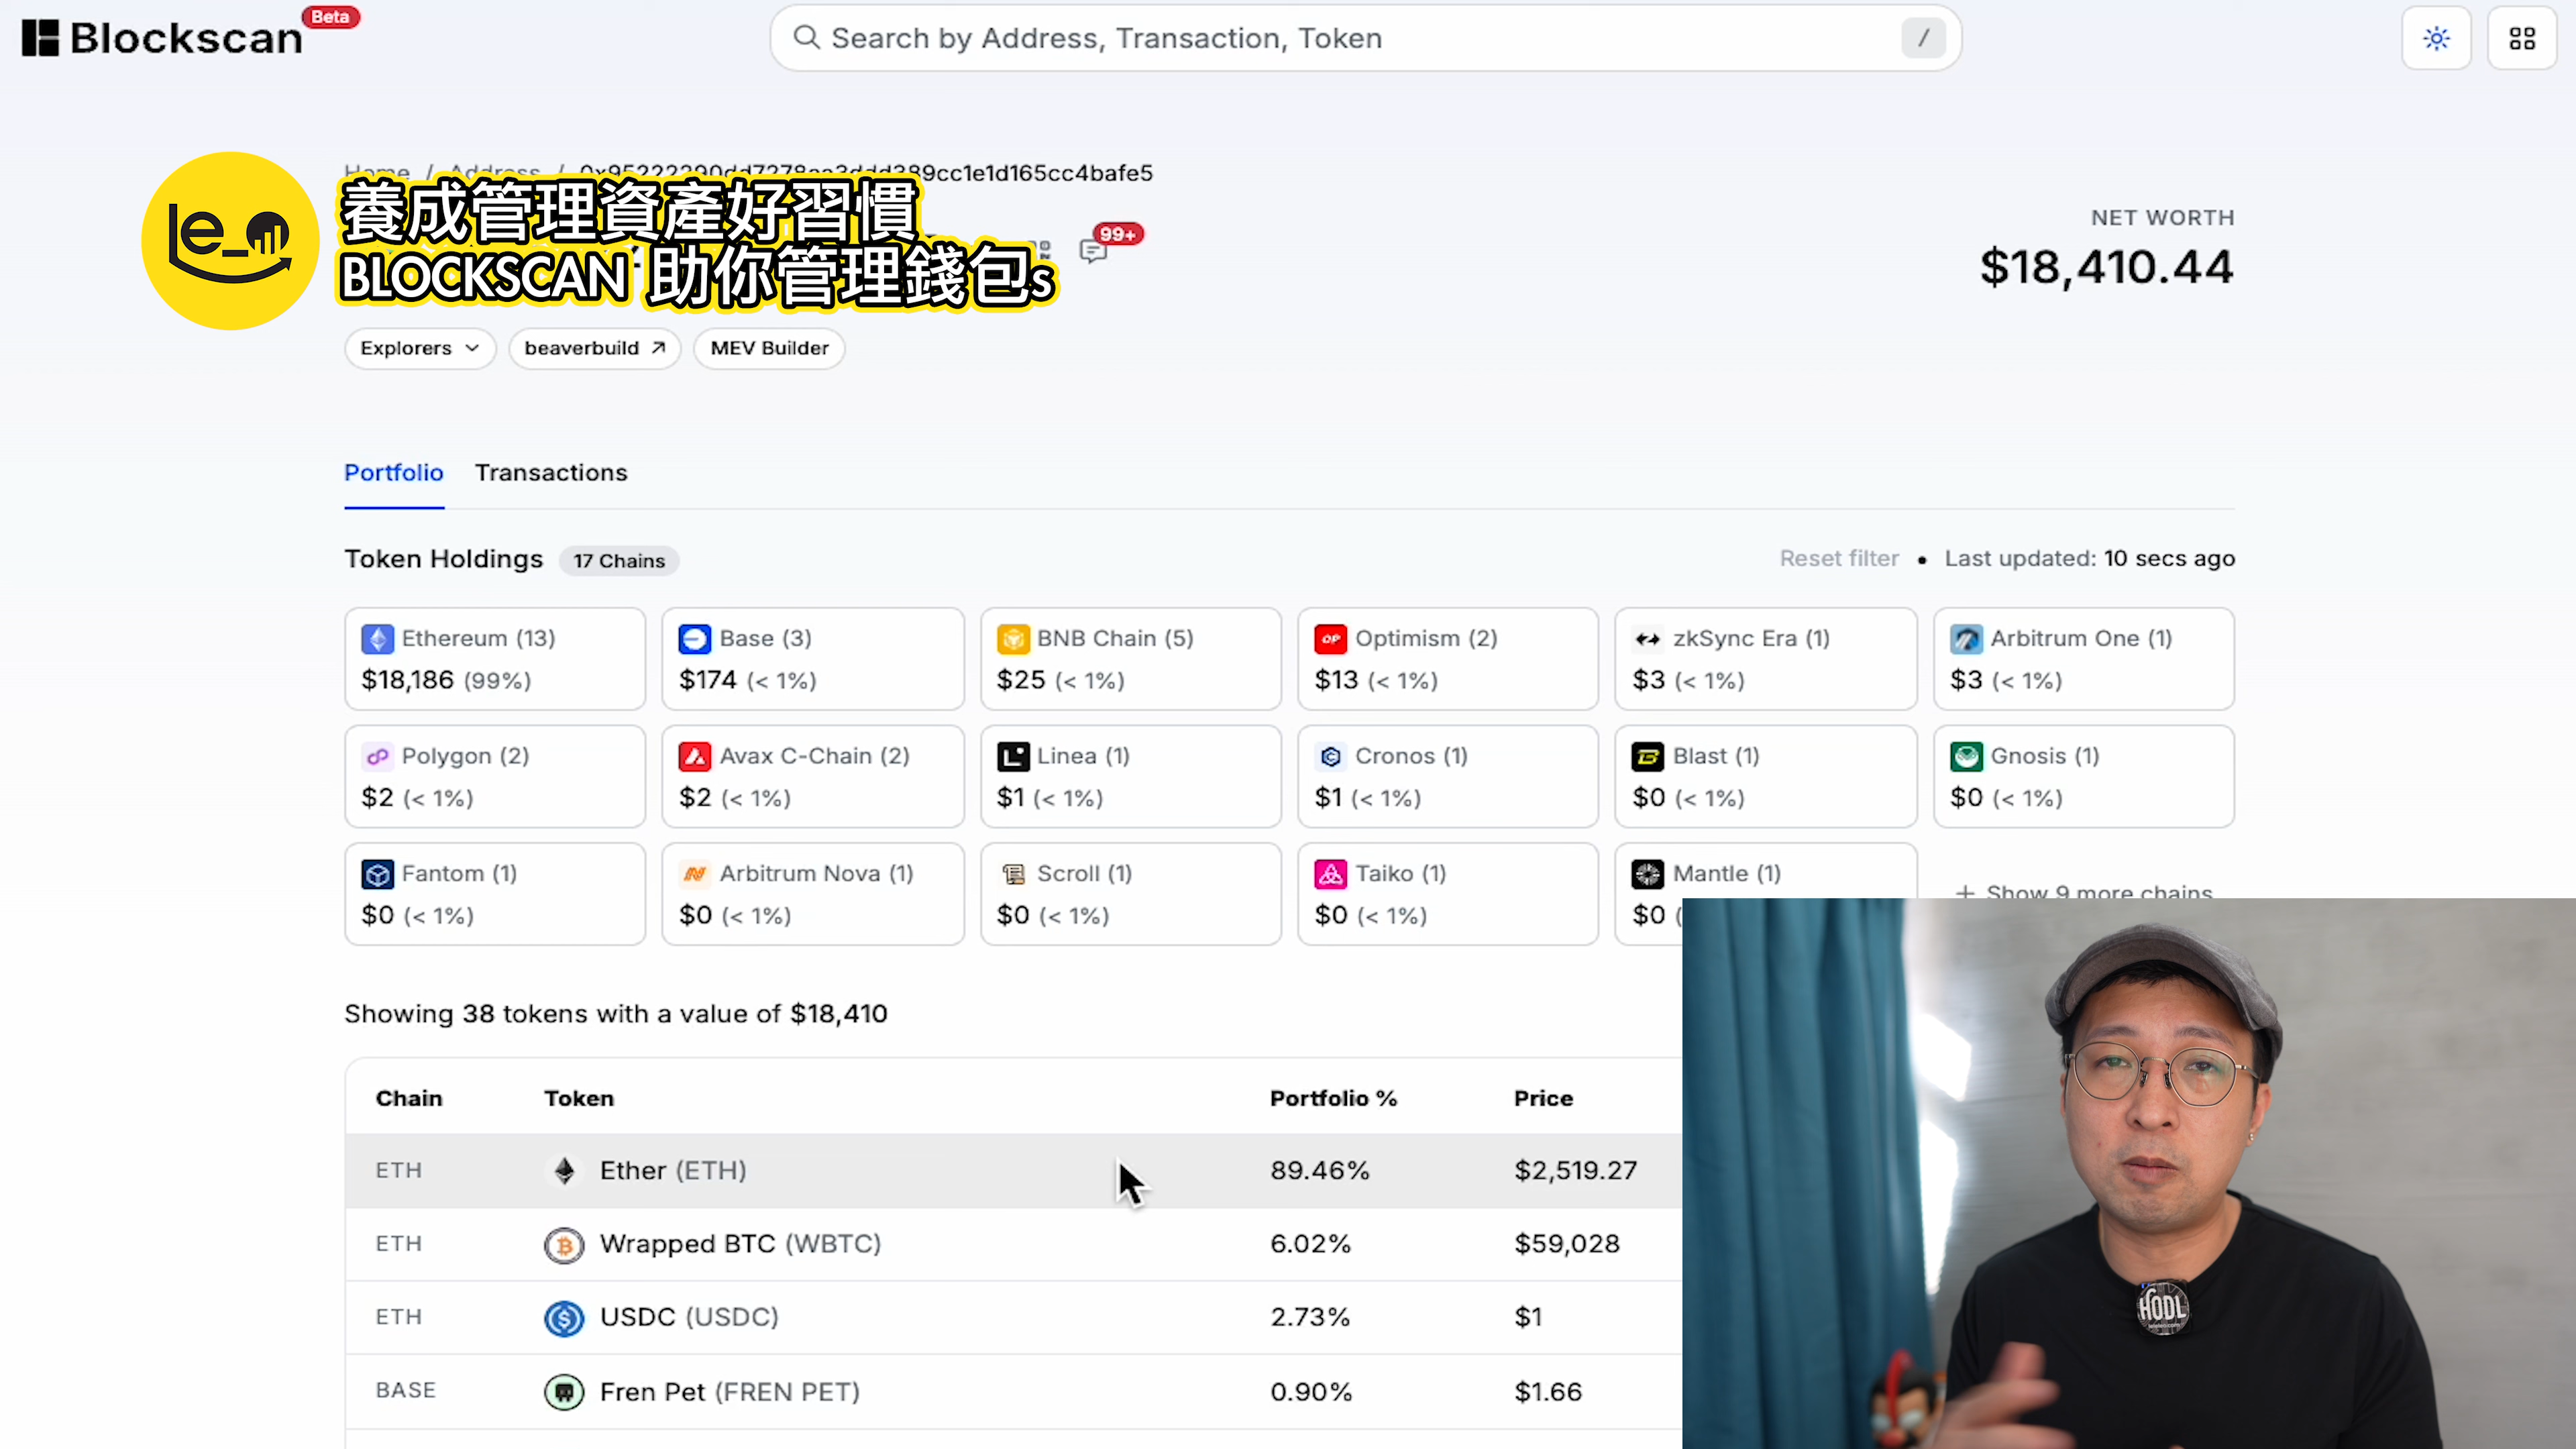 Blockscan
Beta
Search by Address, Transaction, Token
/
Home / Address /
養成管理資產好習慣
BLOCKSCAN 助你管理錢包s
le_
99+
NET WORTH
$18,410.44
Explorers
beaverbuild
MEV Builder
Portfolio
Transactions
Token Holdings
17 Chains
Reset filter • Last updated: 10 secs ago
Ethereum (13)
$18,186 (99%)
Base (3)
$174 (< 1%)
BNB Chain (5)
$25 (< 1%)
OP
Optimism (2)
$13 (< 1%)
zkSync Era (1)
$3 (< 1%)
Arbitrum One (1)
$3 (< 1%)
Polygon (2)
$2 (< 1%)
Avax C-Chain (2)
$2 (< 1%)
Linea (1)
$1 (< 1%)
Cronos (1)
$1 (< 1%)
Blast (1)
$0 (< 1%)
Gnosis (1)
$0 (< 1%)
Fantom (1)
$0 (< 1%)
Arbitrum Nova (1)
$0 (< 1%)
Scroll (1)
$0 (< 1%)
Taiko (1)
$0 (< 1%)
Mantle (1)
$0 (
+ Show 9 more chains
Showing 38 tokens with a value of $18,410
Chain Token Portfolio % Price
ETH Ether (ETH) 89.46% $2,519.27
ETH Wrapped BTC (WBTC) 6.02% $59,028
ETH USDC (USDC) 2.73% $1
BASE Fren Pet (FREN PET) 0.90% $1.66
HODL